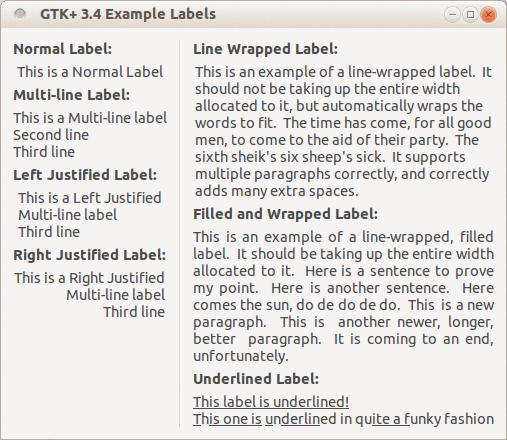 GTK+ 3.4 Example Labels
Normal Label:
This is a Normal Label
Multi-line Label:
This is a Multi-line label
Second line
Third line
Left Justified Label:
This is a Left Justified
Multi-line label
Third line
Right Justified Label:
This is a Right Justified
Multi-line label
Third line
Line Wrapped Label:
This is an example of a line-wrapped label.  It
should not be taking up the entire width
allocated to it, but automatically wraps the
words to fit.  The time has come, for all good
men, to come to the aid of their party.  The
sixth sheik's six sheep's sick.  It supports
multiple paragraphs correctly, and correctly
adds many extra spaces.
Filled and Wrapped Label:
This is an example of a line-wrapped, filled
label.  It should be taking up the entire width
allocated to it.  Here is a sentence to prove
my point.  Here is another sentence.  Here
comes the sun, do de do de do.  This is a new
paragraph.  This is  another newer, longer,
better  paragraph.  It is coming to an end,
unfortunately.
Underlined Label:
This label is underlined!
This one is underlined in quite a funky fashion